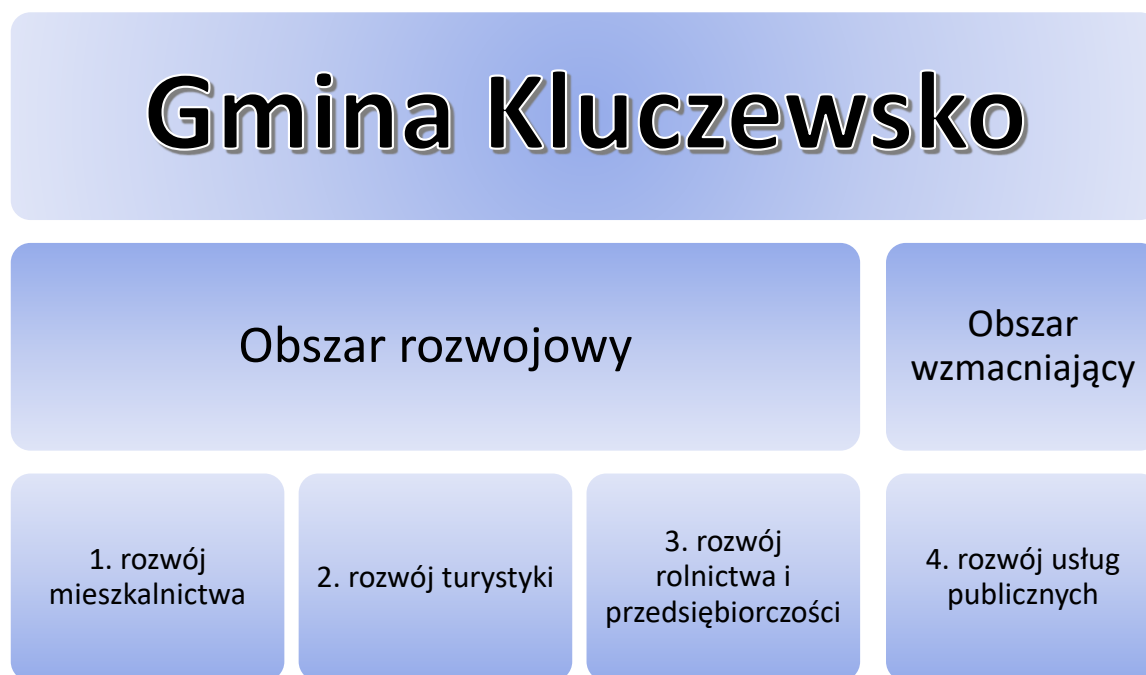 Gmina Kluczewsko
Obszar rozwojowy
Obszar
wzmacniający
1. rozwój
mieszkalnictwa
2. rozwój turystyki
3. rozwój
rolnictwa i
przedsiębiorczości
4. rozwój usług
publicznych